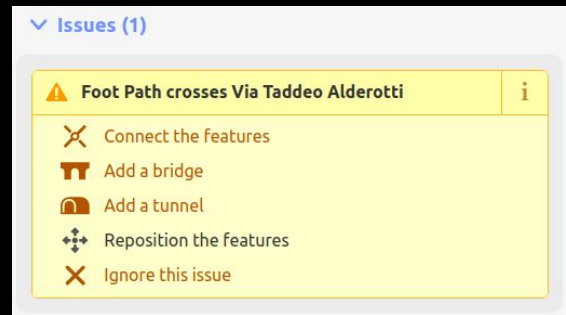 Issues (1)
Foot Path crosses Via Taddeo Alderotti
i
Connect the features
Add a bridge
Add a tunnel
Reposition the features
Ignore this issue